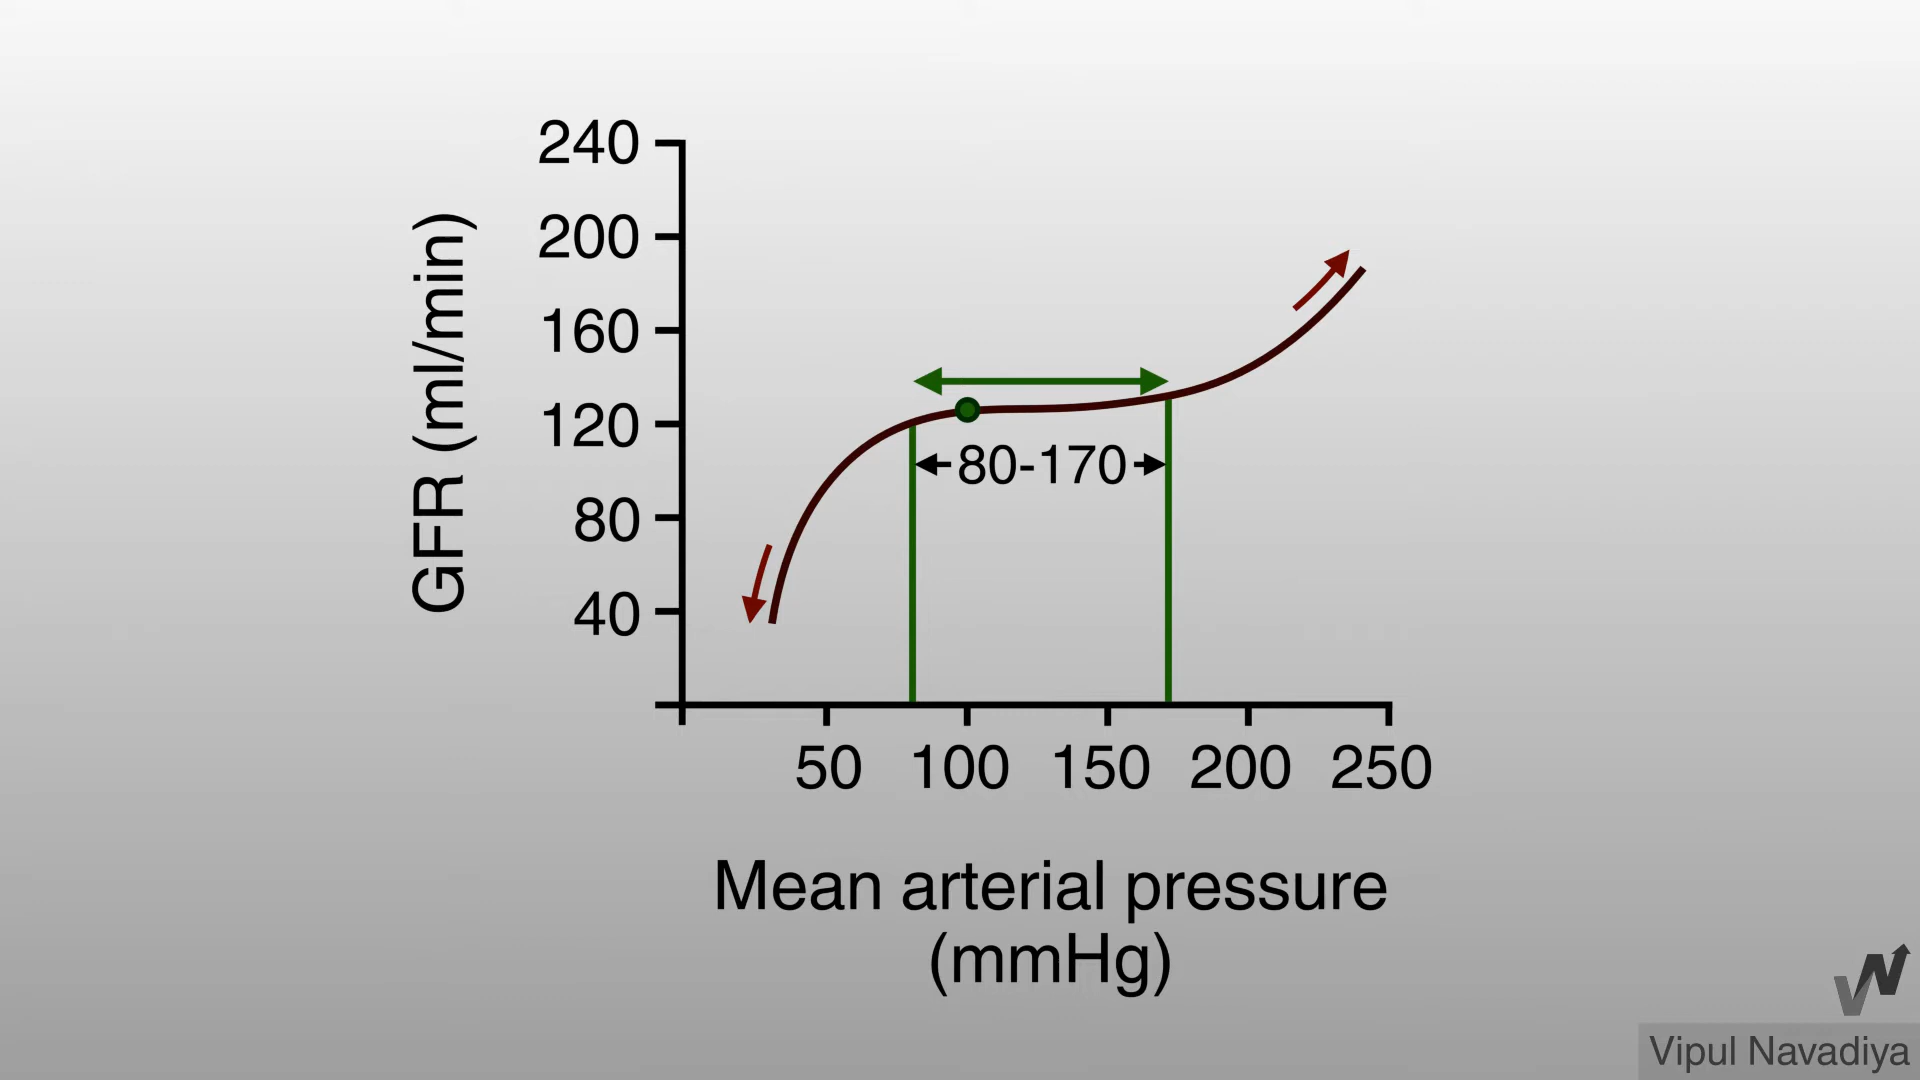 240
200
160
120
80
40
GFR (ml/min)
80-170
50 100 150 200 250
Mean arterial pressure
(mmHg)
Vipul Navadiya